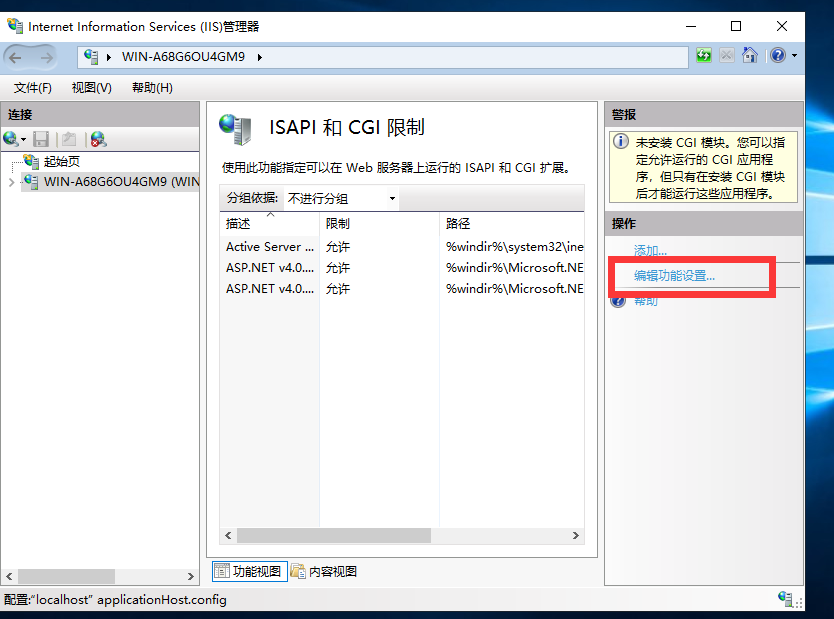 Internet Information Services (IIS)管理器
WIN-A68G6OU4GM9
文件(F) 视图(V) 帮助(H)
连接
起始页
WIN-A68G6OU4GM9 (WIN
ISAPI 和 CGI 限制
使用此功能指定可以在 Web 服务器上运行的 ISAPI 和 CGI 扩展。
分组依据: 不进行分组
描述 限制 路径
Active Server ... 允许 %windir%\system32\ine
ASP.NET v4.0.... 允许 %windir%\Microsoft.NE
ASP.NET v4.0.... 允许 %windir%\Microsoft.NE
功能视图 内容视图
警报
未安装 CGI 模块。您可以指
定允许运行的 CGI 应用程
序，但只有在安装 CGI 模块
后才能运行这些应用程序。
操作
添加...
编辑功能设置...
帮助
配置:"localhost" applicationHost.config